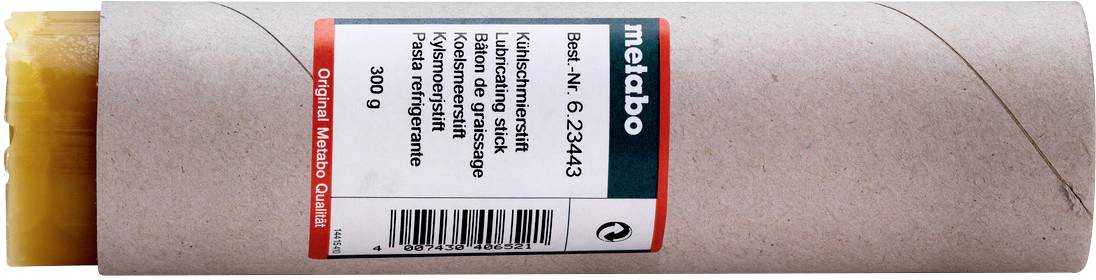 metabo
Best.-Nr. 6.23443
Kühlschmierstift
Lubricating stick
Bâton de graissage
Koelsmeerstift
Kylsmoerjstift
Pasta refrigerante
300 g
4 007430 406521
Original Metabo Qualität